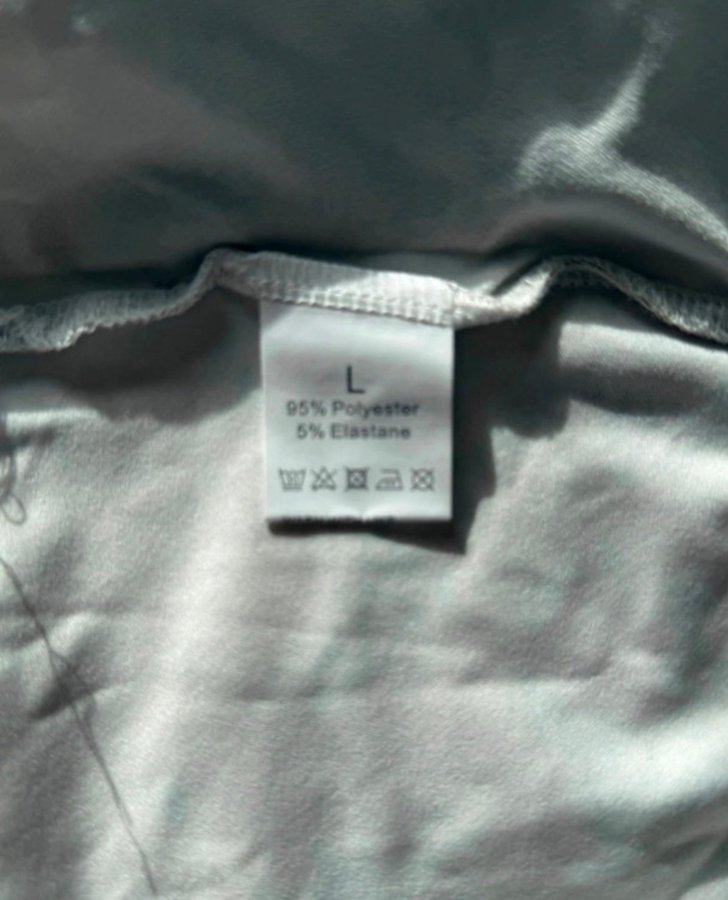 L
95% Polyester
5% Elastane